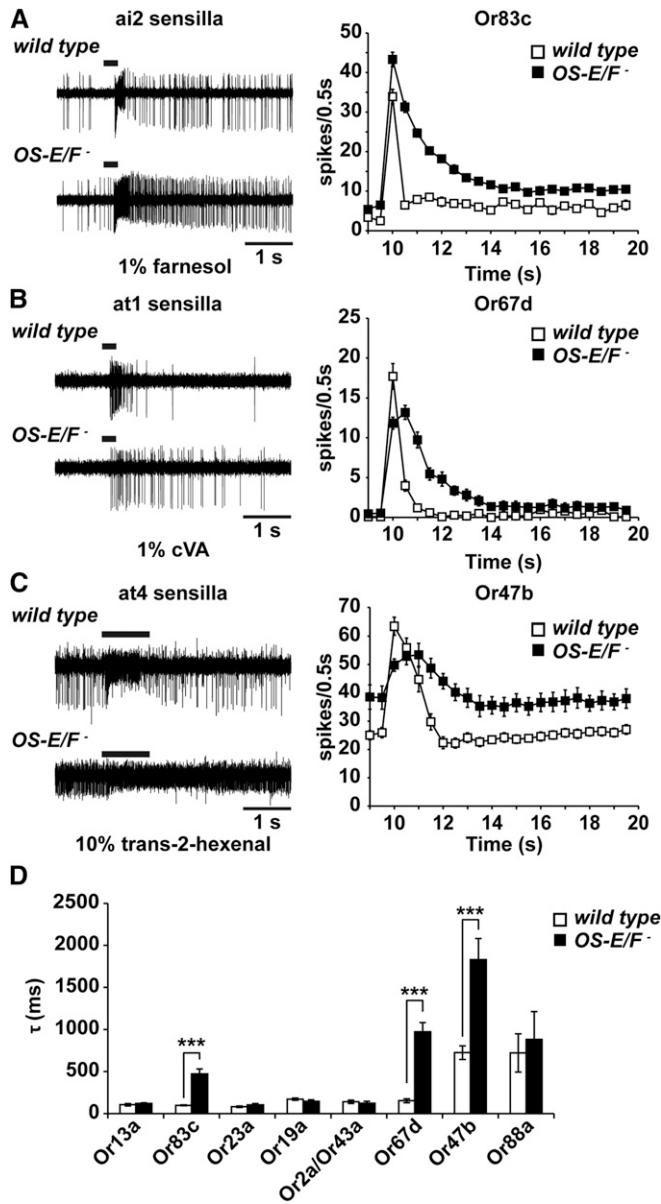 A
ai2 sensilla
wild type
OS-E/F -
1 s
1% farnesol
Or83c
wild type
OS-E/F -
spikes/0.5s
50
40
30
20
10
0
10 12 14 16 18 20
Time (s)
B
at1 sensilla
wild type
OS-E/F -
1 s
1% cVA
Or67d
wild type
OS-E/F -
spikes/0.5s
25
20
15
10
5
0
10 12 14 16 18 20
Time (s)
C
at4 sensilla
wild type
OS-E/F -
1 s
10% trans-2-hexenal
Or47b
wild type
OS-E/F -
spikes/0.5s
70
60
50
40
30
20
10
0
10 12 14 16 18 20
Time (s)
D
τ (ms)
2500
2000
1500
1000
500
0
***
***
***
wild type
OS-E/F -
Or13a
Or83c
Or23a
Or19a
Or2a/Or43a
Or67d
Or47b
Or88a